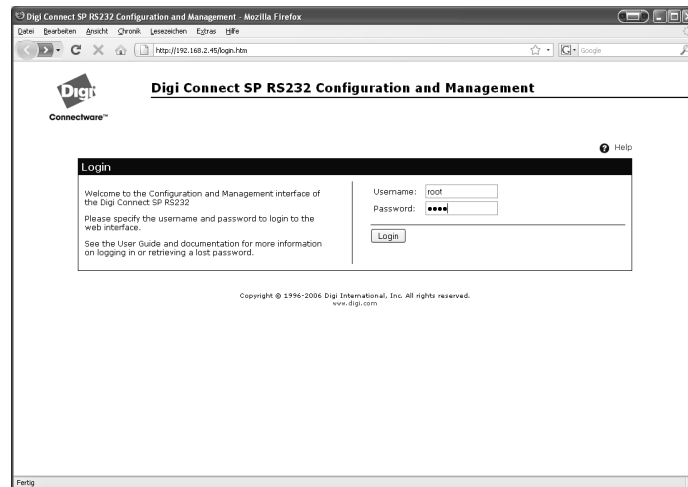 Digi Connect SP RS232 Configuration and Management - Mozilla Firefox
Datei Bearbeiten Ansicht Chronik Lesezeichen Extras Hilfe
http://192.168.2.45/login.htm
Google
Digi
Connectware™
Digi Connect SP RS232 Configuration and Management
Help
Login
Welcome to the Configuration and Management interface of
the Digi Connect SP RS232
Please specify the username and password to login to the
web interface.
See the User Guide and documentation for more information
on logging in or retrieving a lost password.
Username: root
Password: ●●●●
Login
Copyright © 1996-2006 Digi International, Inc. All rights reserved.
www.digi.com
Fertig